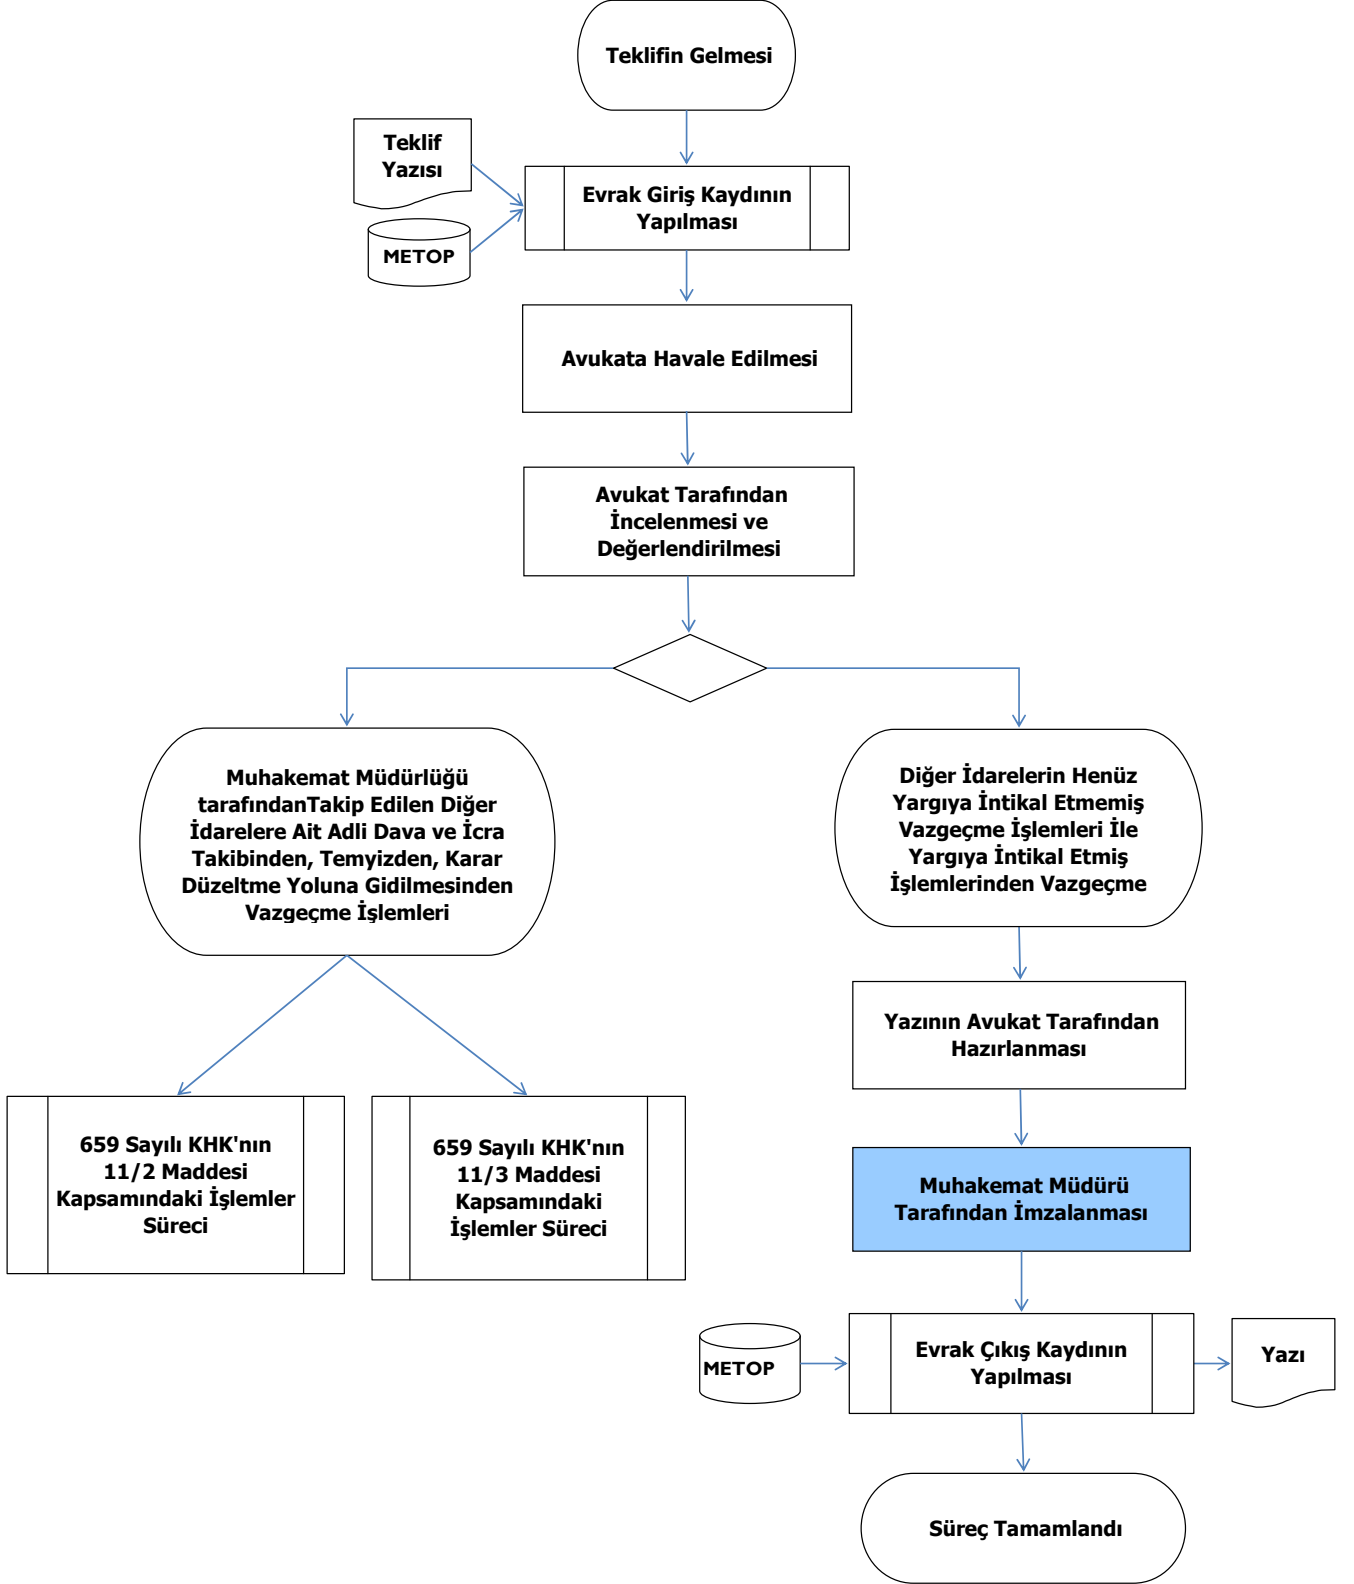 Teklifin Gelmesi
Teklif
Yazısı
METOP
Evrak Giriş Kaydının
Yapılması
Avukata Havale Edilmesi
Avukat Tarafından
İncelenmesi ve
Değerlendirilmesi
Muhakemat Müdürlüğü
tarafındanTakip Edilen Diğer
İdarelere Ait Adli Dava ve İcra
Takibinden, Temyizden, Karar
Düzeltme Yoluna Gidilmesinden
Vazgeçme İşlemleri
Diğer İdarelerin Henüz
Yargıya İntikal Etmemiş
Vazgeçme İşlemleri İle
Yargıya İntikal Etmiş
İşlemlerinden Vazgeçme
659 Sayılı KHK'nın
11/2 Maddesi
Kapsamındaki İşlemler
Süreci
659 Sayılı KHK'nın
11/3 Maddesi
Kapsamındaki
İşlemler Süreci
Yazının Avukat Tarafından
Hazırlanması
Muhakemat Müdürü
Tarafından İmzalanması
METOP
Evrak Çıkış Kaydının
Yapılması
Yazı
Süreç Tamamlandı